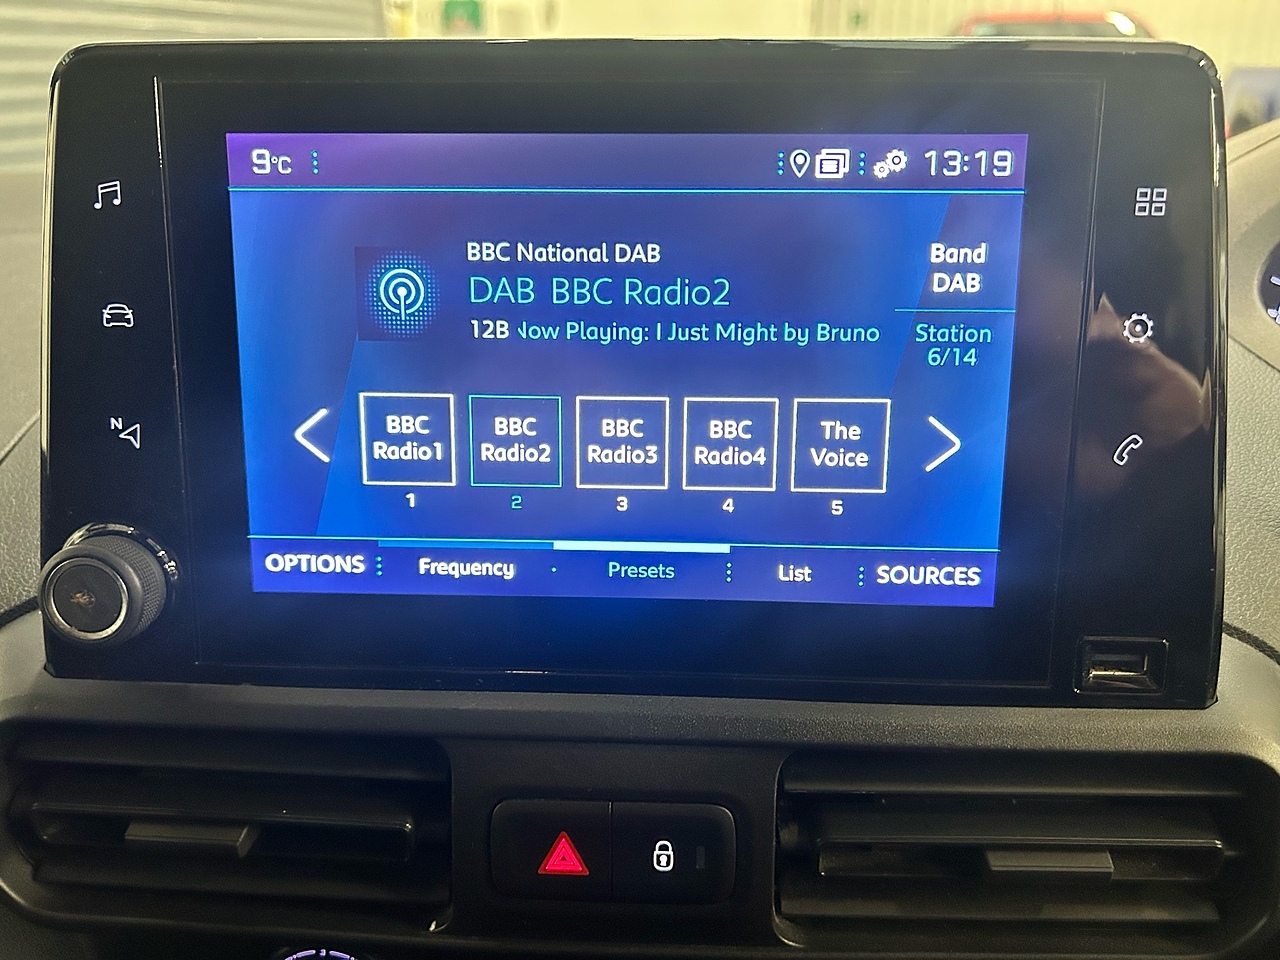 9°C
13:19
BBC National DAB
DAB BBC Radio2
12B Now Playing: I Just Might by Bruno
Band
DAB
Station
6/14
BBC
Radio1
BBC
Radio2
BBC
Radio3
BBC
Radio4
The
Voice
1
2
3
4
5
OPTIONS
Frequency
Presets
List
SOURCES
N